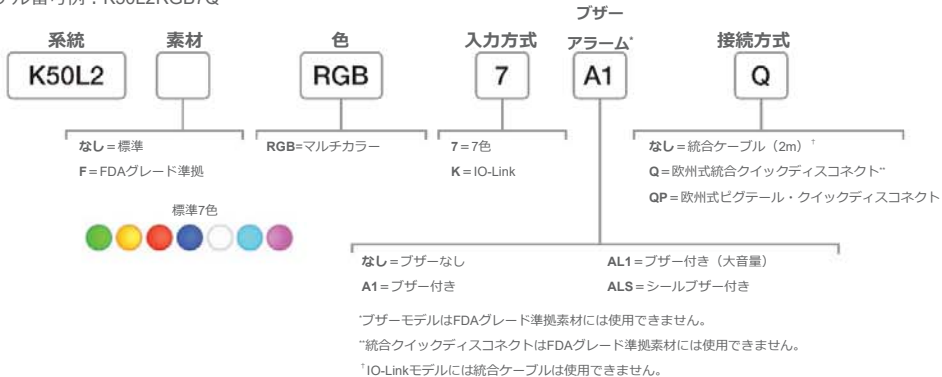 ル番号例：K50L2RGB7Q
系統
素材
色
入力方式
ブザー
アラーム*
接続方式
K50L2
RGB
7
A1
Q
なし=標準
F=FDAグレード準拠
RGB=マルチカラー
7=7色
K=IO-Link
なし=統合ケーブル（2m）†
Q=欧州式統合クイックディスコネクト**
QP=欧州式ピグテール・クイックディスコネクト
標準7色
なし=ブザーなし
A1=ブザー付き
AL1=ブザー付き（大音量）
ALS=シールブザー付き
*ブザーモデルはFDAグレード準拠素材には使用できません。
**統合クイックディスコネクトはFDAグレード準拠素材には使用できません。
†IO-Linkモデルには統合ケーブルは使用できません。